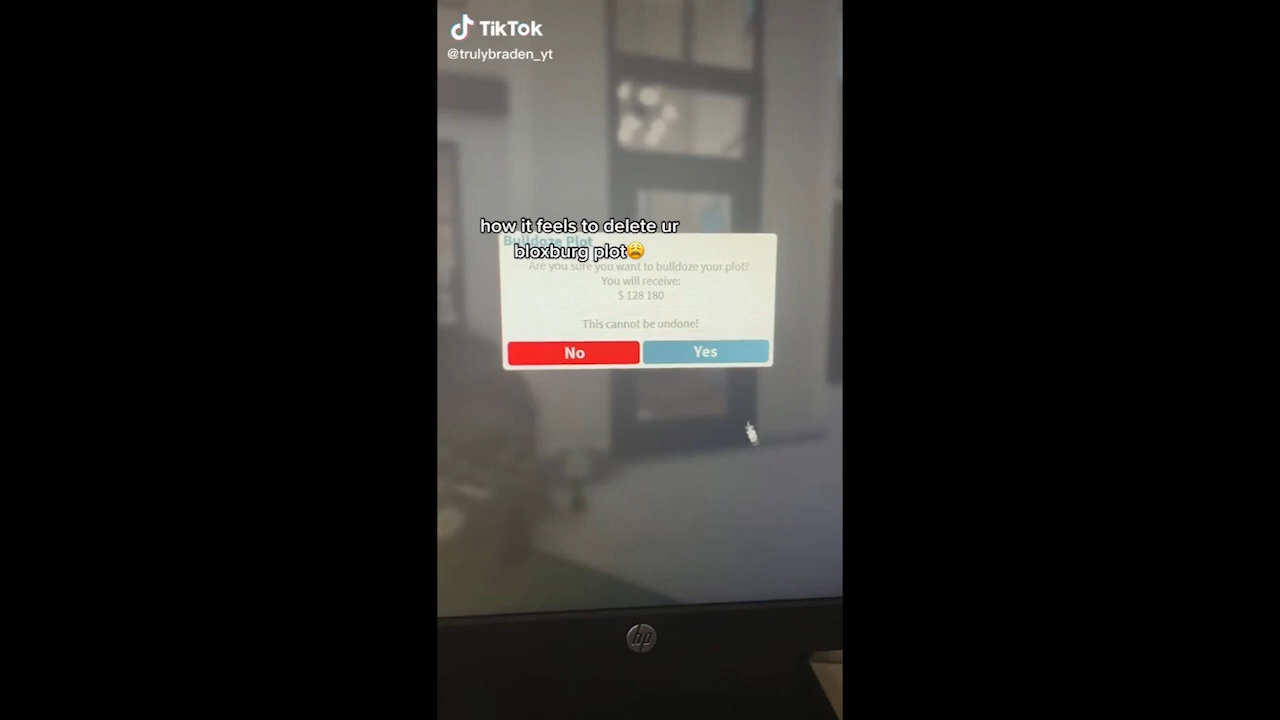 TikTok
@trulybraden_yt
how it feels to delete ur
bloxburg plot😩
Bulldoze Plot
Are you sure you want to bulldoze your plot?
You will receive:
$ 128 180
This cannot be undone!
No
Yes
hp